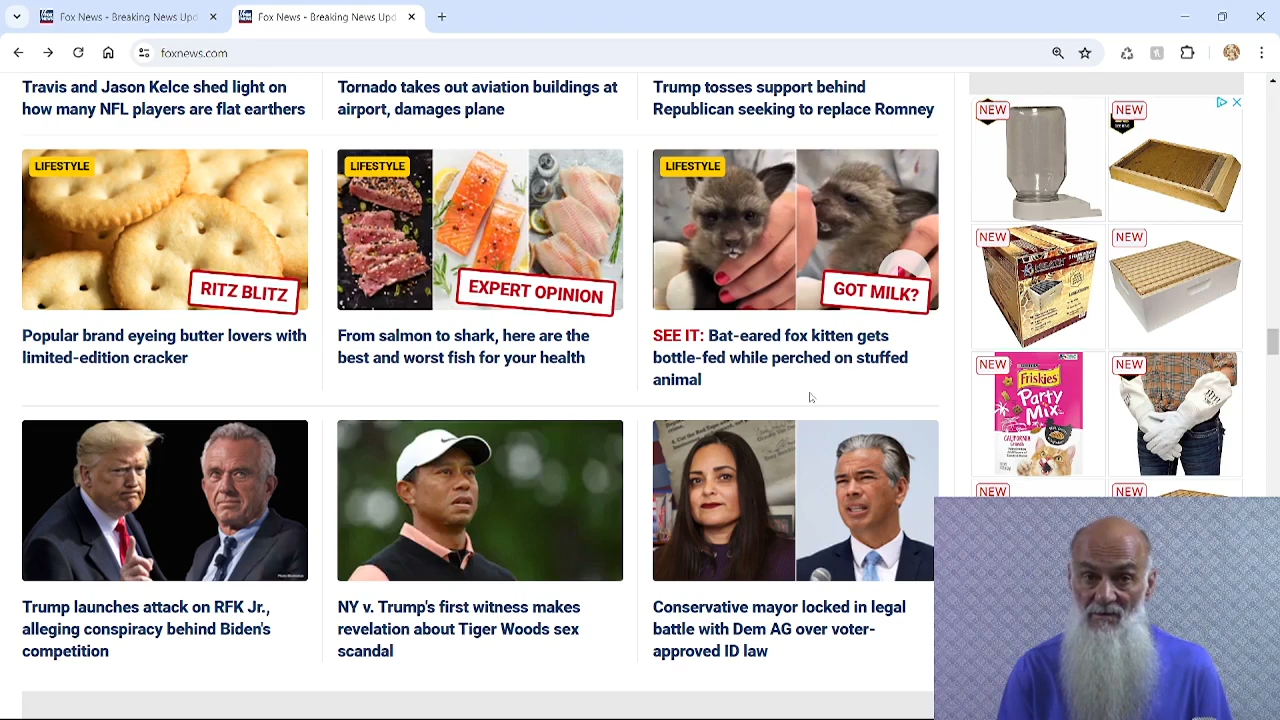 Fox News - Breaking News Upd
Fox News - Breaking News Upd
foxnews.com
Travis and Jason Kelce shed light on
how many NFL players are flat earthers
Tornado takes out aviation buildings at
airport, damages plane
Trump tosses support behind
Republican seeking to replace Romney
LIFESTYLE
RITZ BLITZ
Popular brand eyeing butter lovers with
limited-edition cracker
LIFESTYLE
EXPERT OPINION
From salmon to shark, here are the
best and worst fish for your health
LIFESTYLE
GOT MILK?
SEE IT: Bat-eared fox kitten gets
bottle-fed while perched on stuffed
animal
Trump launches attack on RFK Jr.,
alleging conspiracy behind Biden's
competition
NY v. Trump's first witness makes
revelation about Tiger Woods sex
scandal
Conservative mayor locked in legal
battle with Dem AG over voter-
approved ID law
NEW
NEW
NEW
NEW
NEW
Friskies
Party
Mix
NEW
NEW
NEW